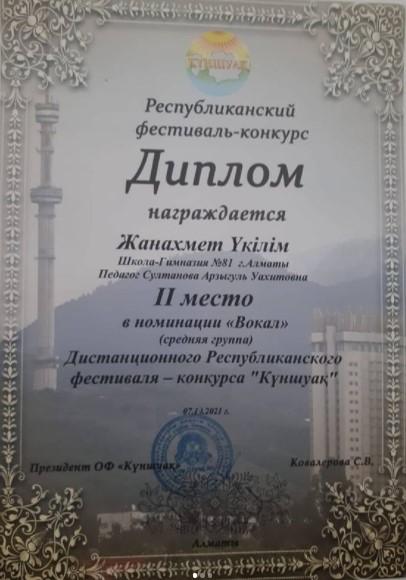 КҮНШУАҚ
Республиканский
фестиваль-конкурс
Диплом
награждается
Жанахмет Үкілім
Школа-Гимназия №81 г.Алматы
Педагог Султанова Арзыгуль Уахитовна
II место
в номинации «Вокал»
(средняя группа)
Дистанционного Республиканского
фестиваля – конкурса "Күншуақ"
2021 г.
Президент ОФ «Күншуақ»
Ковалерова С.В.
Алматы